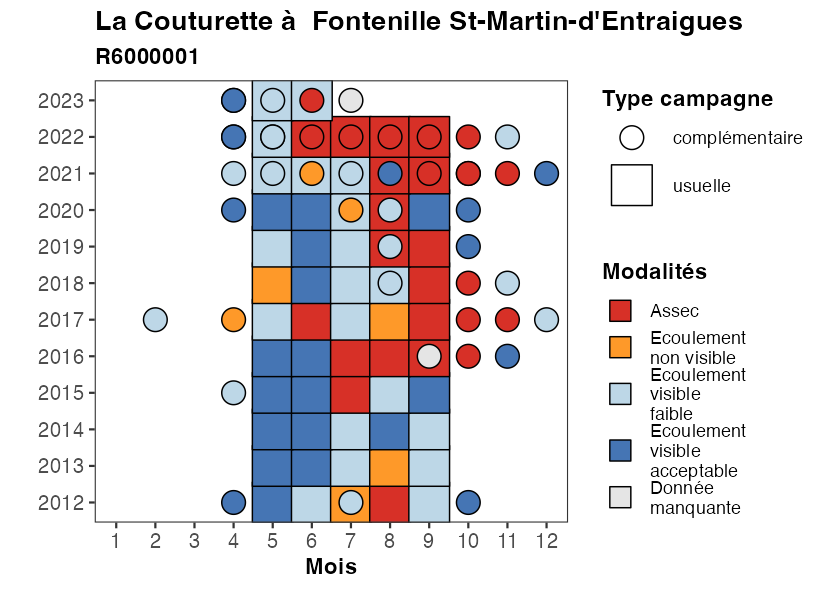 La Couturette à  Fontenille St-Martin-d'Entraigues
R6000001
2023
2022
2021
2020
2019
2018
2017
2016
2015
2014
2013
2012
1 2 3 4 5 6 7 8 9 10 11 12
Mois
Type campagne
complémentaire
usuelle
Modalités
Assec
Ecoulement
non visible
Ecoulement
visible
faible
Ecoulement
visible
acceptable
Donnée
manquante